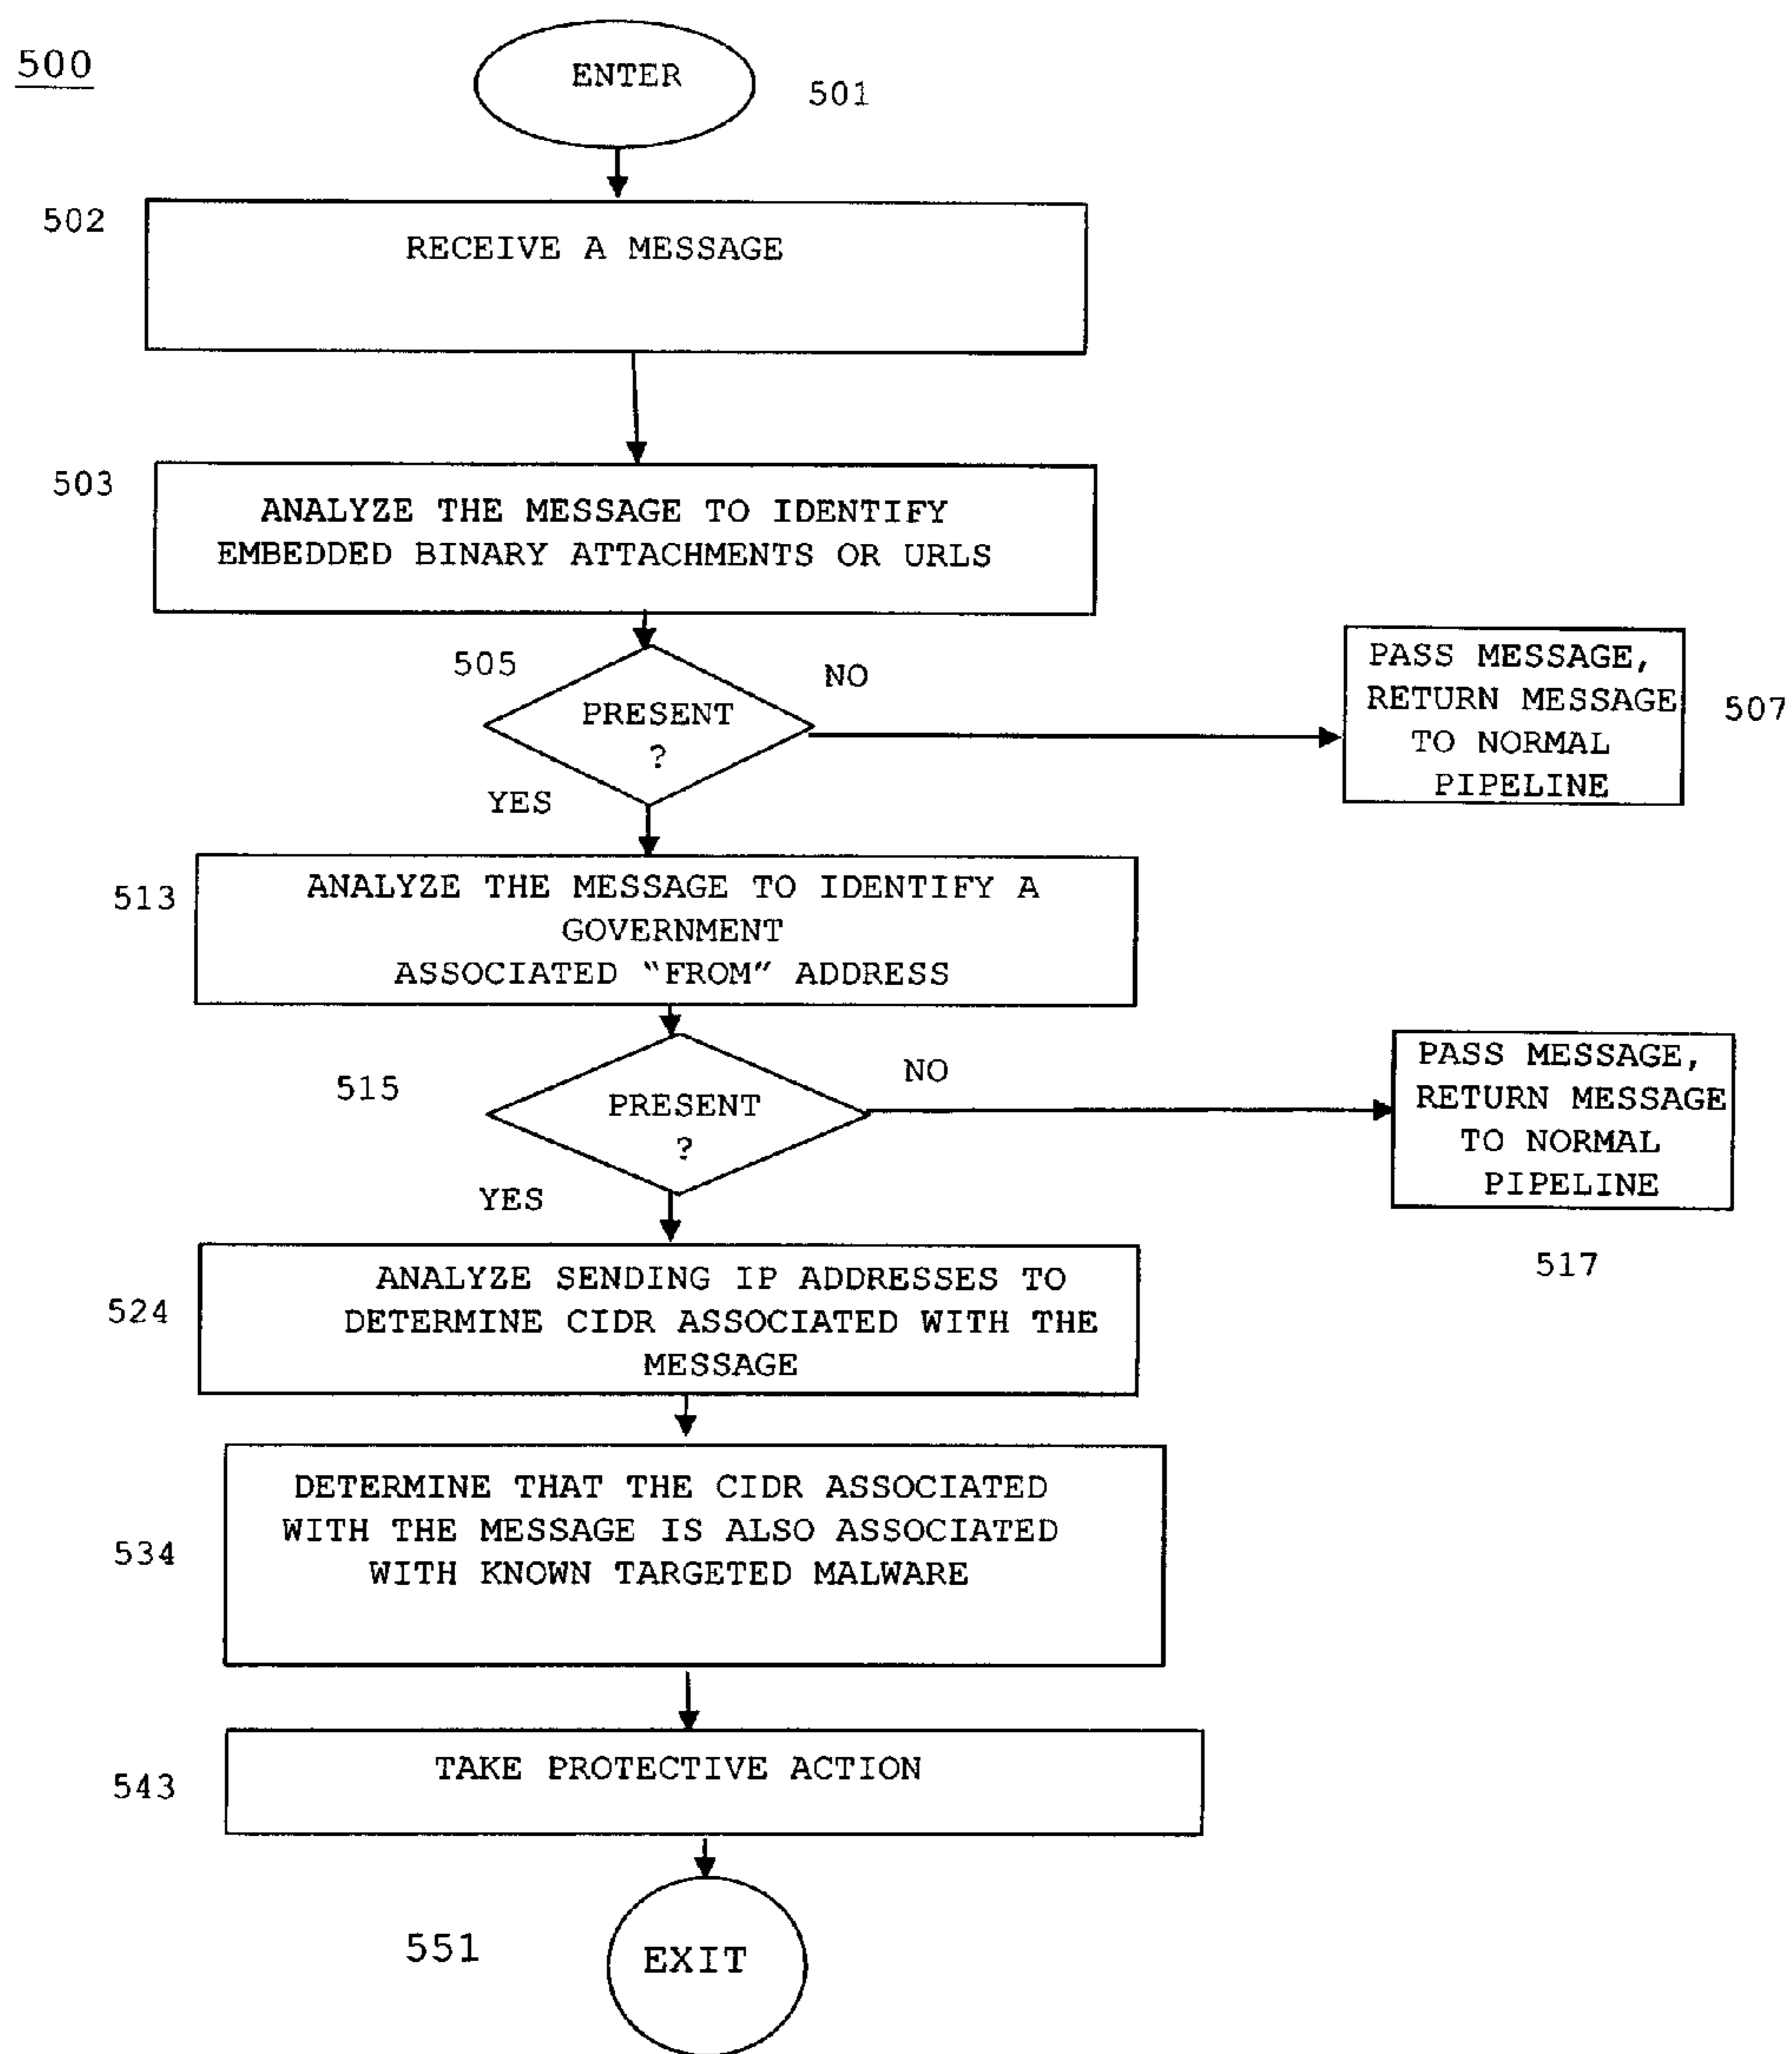 500
ENTER
501
502
RECEIVE A MESSAGE
503
ANALYZE THE MESSAGE TO IDENTIFY
EMBEDDED BINARY ATTACHMENTS OR URLS
505
PRESENT
?
NO
YES
PASS MESSAGE,
RETURN MESSAGE
TO NORMAL
PIPELINE
507
513
ANALYZE THE MESSAGE TO IDENTIFY A
GOVERNMENT
ASSOCIATED “FROM” ADDRESS
515
PRESENT
?
NO
YES
PASS MESSAGE,
RETURN MESSAGE
TO NORMAL
PIPELINE
517
524
ANALYZE SENDING IP ADDRESSES TO
DETERMINE CIDR ASSOCIATED WITH THE
MESSAGE
534
DETERMINE THAT THE CIDR ASSOCIATED
WITH THE MESSAGE IS ALSO ASSOCIATED
WITH KNOWN TARGETED MALWARE
543
TAKE PROTECTIVE ACTION
551
EXIT